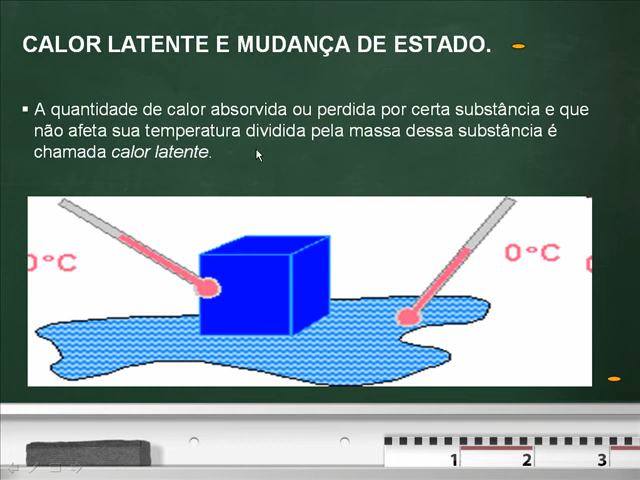 CALOR LATENTE E MUDANÇA DE ESTADO.
▪ A quantidade de calor absorvida ou perdida por certa substância e que
não afeta sua temperatura dividida pela massa dessa substância é
chamada calor latente.
0°C
0°C
1 2 3